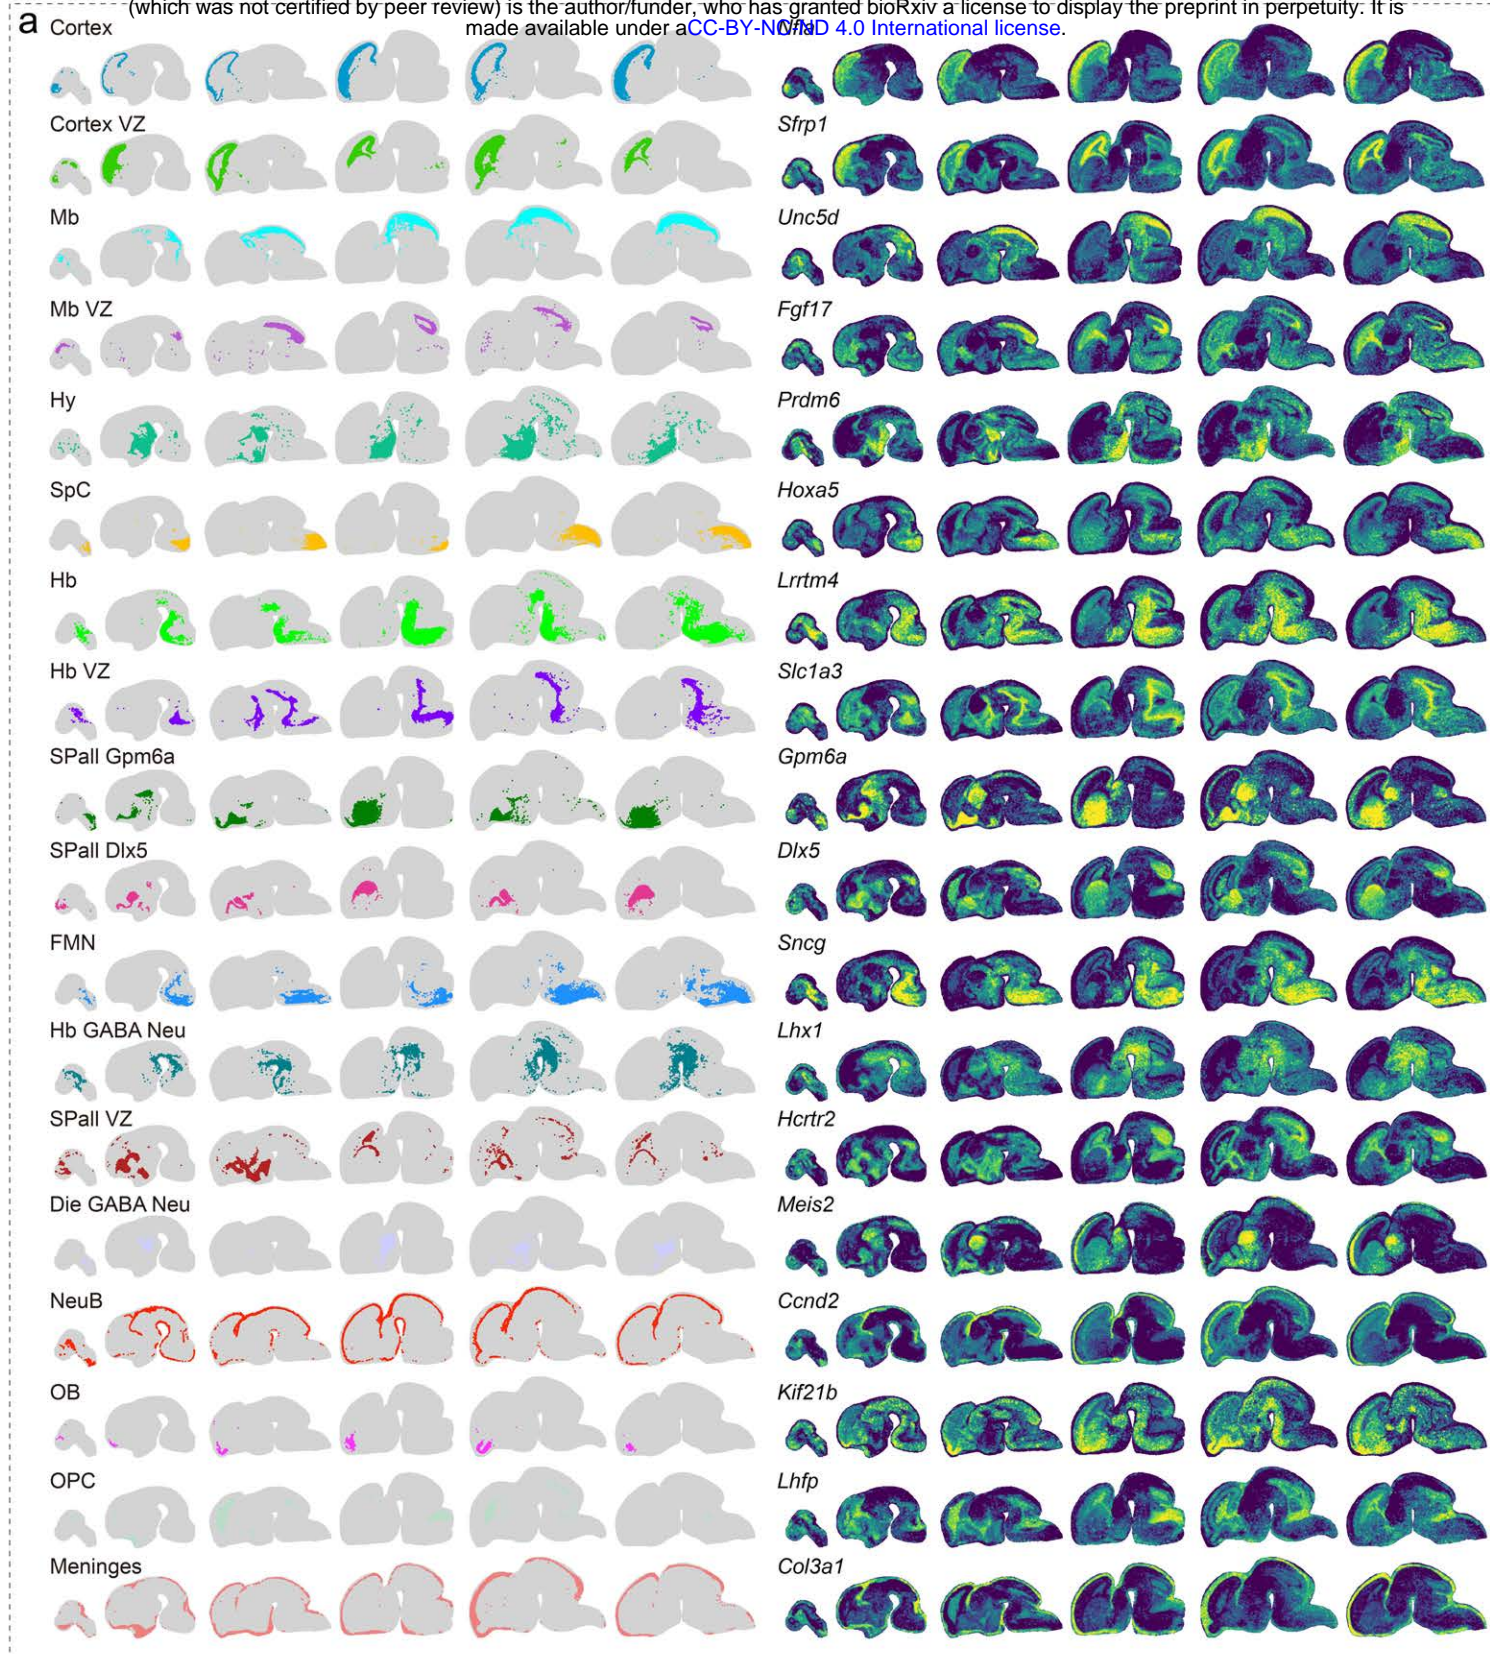 (which was not certified by peer review) is the author/funder, who has granted bioRxiv a license to display the preprint in perpetuity. It is
made available under aCC-BY-NC-ND 4.0 International license.
a
Cortex
Cortex VZ Sfrp1
Mb Unc5d
Mb VZ Fgf17
Hy Prdm6
SpC Hoxa5
Hb Lrrtm4
Hb VZ Slc1a3
SPall Gpm6a Gpm6a
SPall Dlx5 Dlx5
FMN Sncg
Hb GABA Neu Lhx1
SPall VZ Hcrtr2
Die GABA Neu Meis2
NeuB Ccnd2
OB Kif21b
OPC Lhfp
Meninges Col3a1